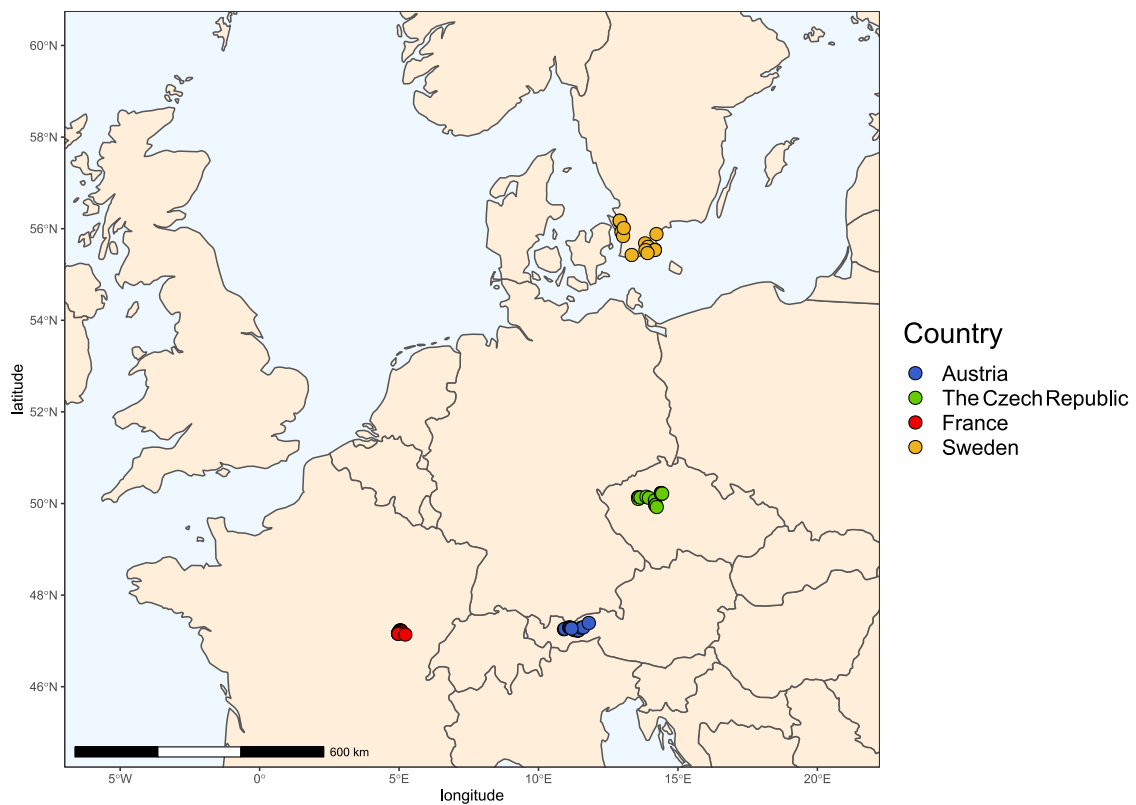 60°N
58°N
56°N
54°N
52°N
50°N
48°N
46°N
latitude
600 km
5°W
0°
5°E
10°E
15°E
20°E
longitude
Country
Austria
The Czech Republic
France
Sweden